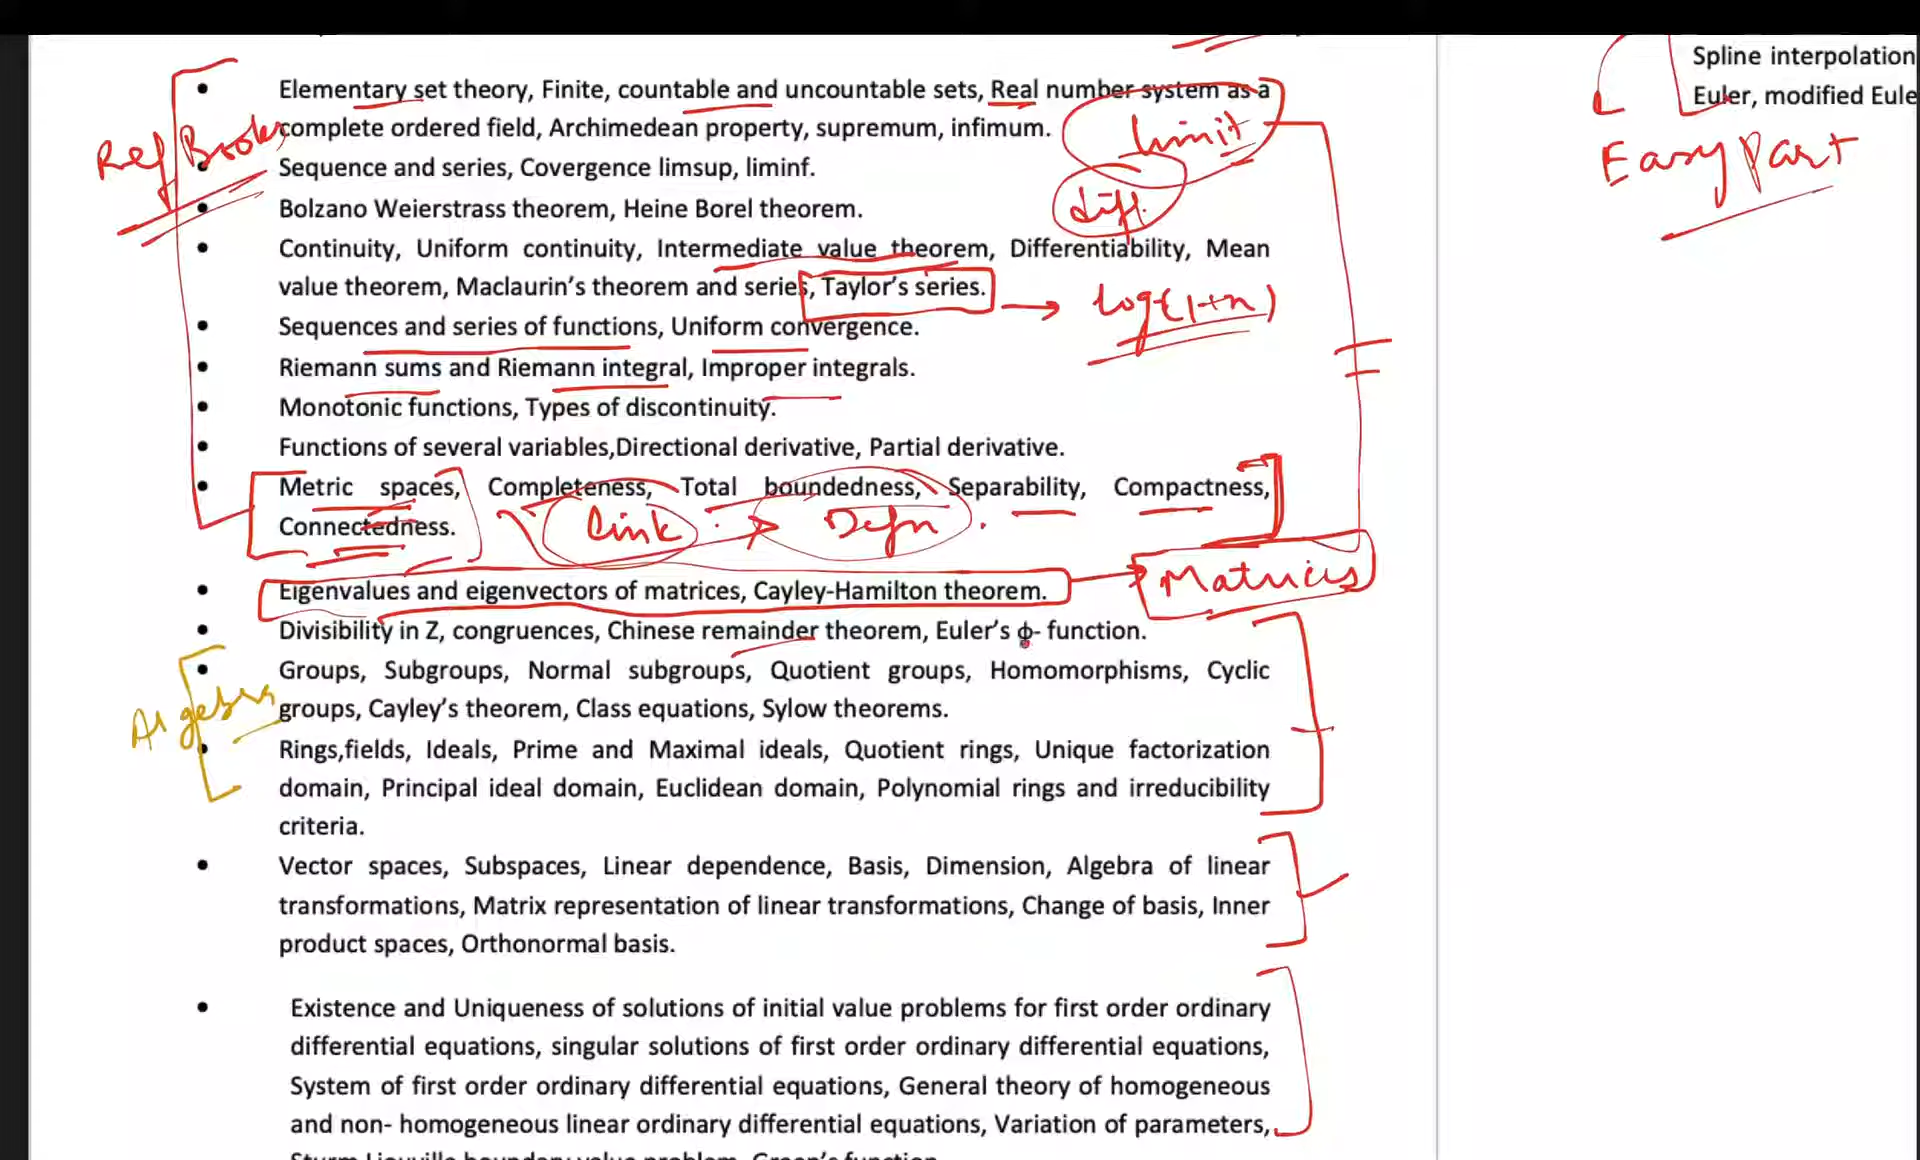 Elementary set theory, Finite, countable and uncountable sets, Real number system as a
complete ordered field, Archimedean property, supremum, infimum.
limit
Ref Books
Sequence and series, Covergence limsup, liminf.
Bolzano Weierstrass theorem, Heine Borel theorem.
diff.
Continuity, Uniform continuity, Intermediate value theorem, Differentiability, Mean
value theorem, Maclaurin's theorem and series, Taylor's series.
log(1+x)
Sequences and series of functions, Uniform convergence.
Riemann sums and Riemann integral, Improper integrals.
Monotonic functions, Types of discontinuity.
Functions of several variables,Directional derivative, Partial derivative.
Metric spaces, Completeness, Total boundedness, Separability, Compactness,
Connectedness.
Link
Defn
Eigenvalues and eigenvectors of matrices, Cayley-Hamilton theorem.
Matrices
Divisibility in Z, congruences, Chinese remainder theorem, Euler's ϕ- function.
Groups, Subgroups, Normal subgroups, Quotient groups, Homomorphisms, Cyclic
groups, Cayley's theorem, Class equations, Sylow theorems.
Algebra
Rings,fields, Ideals, Prime and Maximal ideals, Quotient rings, Unique factorization
domain, Principal ideal domain, Euclidean domain, Polynomial rings and irreducibility
criteria.
Vector spaces, Subspaces, Linear dependence, Basis, Dimension, Algebra of linear
transformations, Matrix representation of linear transformations, Change of basis, Inner
product spaces, Orthonormal basis.
Existence and Uniqueness of solutions of initial value problems for first order ordinary
differential equations, singular solutions of first order ordinary differential equations,
System of first order ordinary differential equations, General theory of homogeneous
and non- homogeneous linear ordinary differential equations, Variation of parameters,
Sturm Liouville boundary value problem, Green's function.
Spline interpolation
Euler, modified Eule
Easy Part